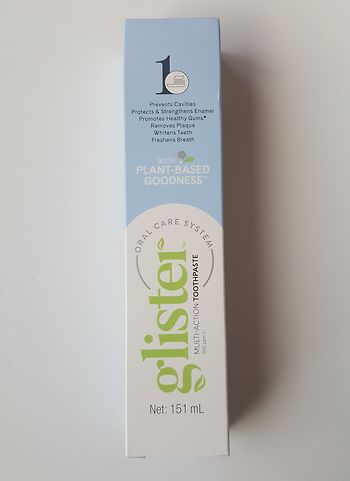 1
Prevents Cavities
Protects & Strengthens Enamel
Promotes Healthy Gums*
Removes Plaque
Whitens Teeth
Freshens Breath
WITH
PLANT-BASED
GOODNESS™
ORAL CARE SYSTEM
glister™
MULTI-ACTION TOOTHPASTE
Net: 151 mL